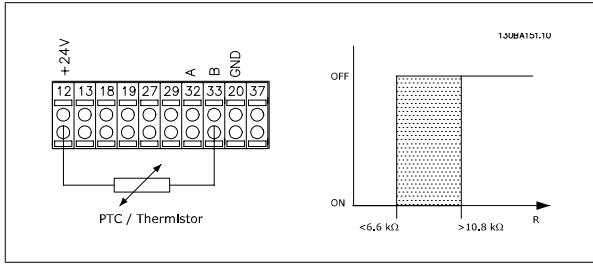 130BA151.10
+24V
A
B
GND
12 13 18 19 27 29 32 33 20 37
PTC / Thermistor
OFF
ON
R
<6.6 kΩ
>10.8 kΩ